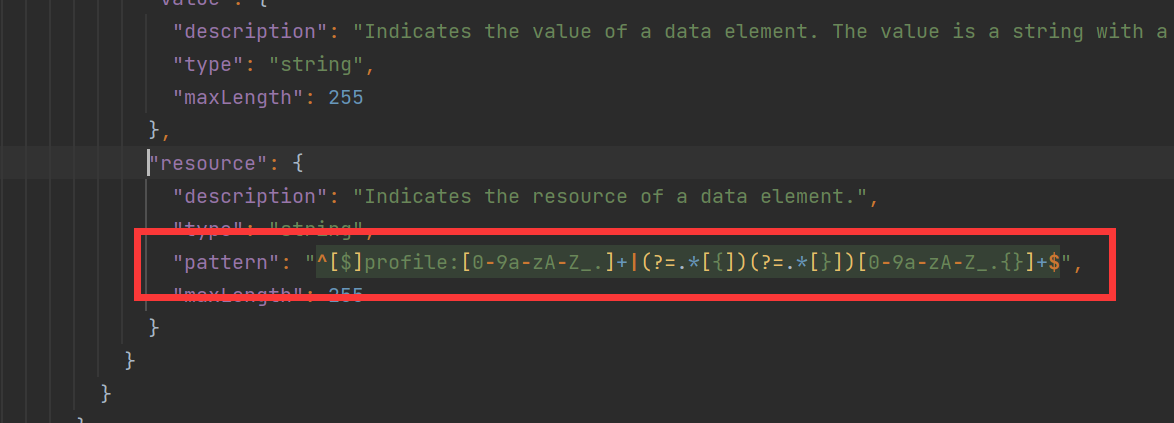 "value": {
"description": "Indicates the value of a data element. The value is a string with a
"type": "string",
"maxLength": 255
},
"resource": {
"description": "Indicates the resource of a data element.",
"type": "string",
"pattern": "^[$]profile:[0-9a-zA-Z_.]+|(?=.*[{])(?=.*[}])[0-9a-zA-Z_.{}]+$",
"maxLength": 255
}
}
}